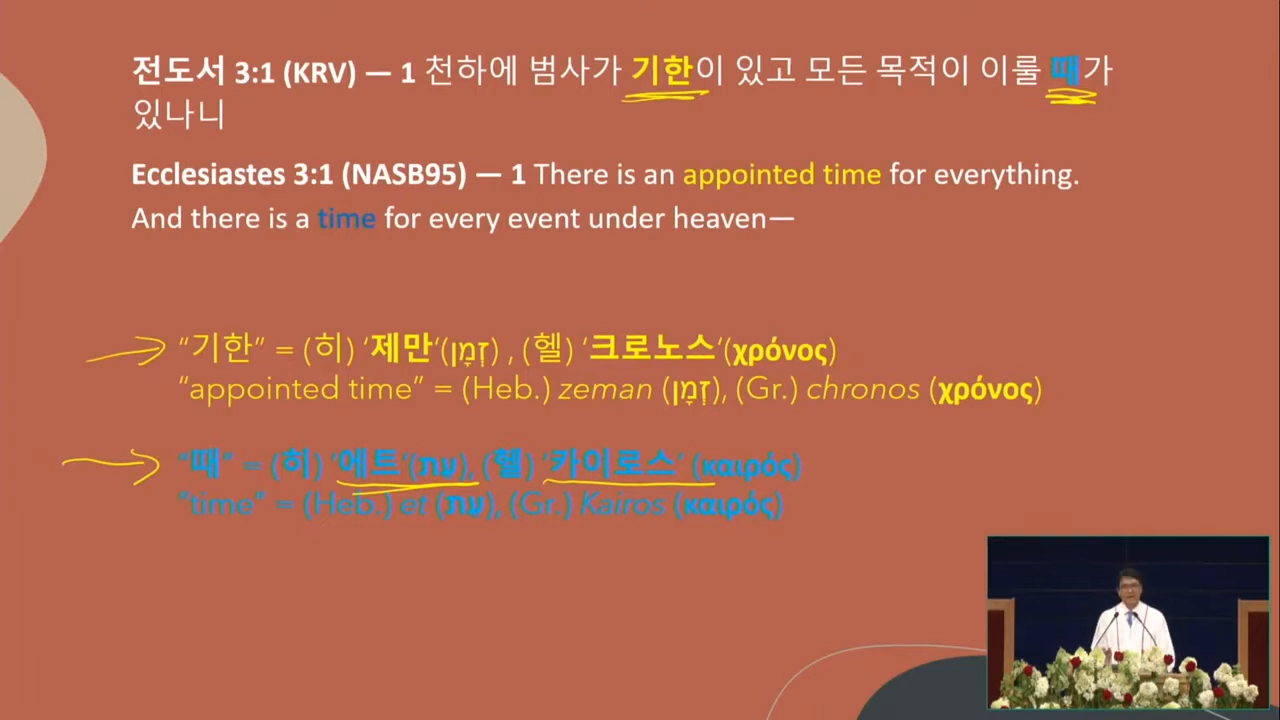 전도서 3:1 (KRV) — 1 천하에 범사가 기한이 있고 모든 목적이 이룰 때가
있나니
Ecclesiastes 3:1 (NASB95) — 1 There is an appointed time for everything.
And there is a time for every event under heaven—
“기한” = (히) ‘제만‘(זְמָן) , (헬) ‘크로노스‘(χρόνος)
“appointed time” = (Heb.) zeman (זְמָן), (Gr.) chronos (χρόνος)
“때” = (히) ‘에트‘(עת), (헬) ‘카이로스’ (καιρός)
“time” = (Heb.) et (עת), (Gr.) Kairos (καιρός)